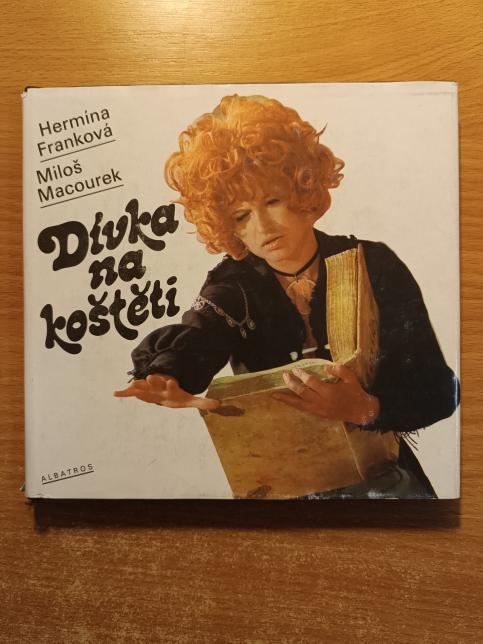 Hermína
Franková
Miloš
Macourek
Dívka
na
koštěti
ALBATROS